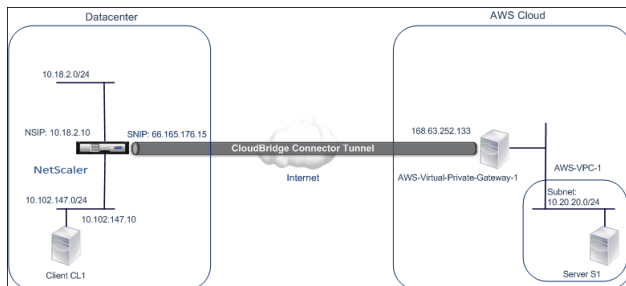 Datacenter
AWS Cloud
10.18.2.0/24
NSIP: 10.18.2.10
SNIP: 66.165.176.15
168.63.252.133
CloudBridge Connector Tunnel
NetScaler
Internet
AWS-Virtual-Private-Gateway-1
AWS-VPC-1
10.102.147.0/24
Subnet:
10.20.20.0/24
10.102.147.10
Client CL1
Server S1